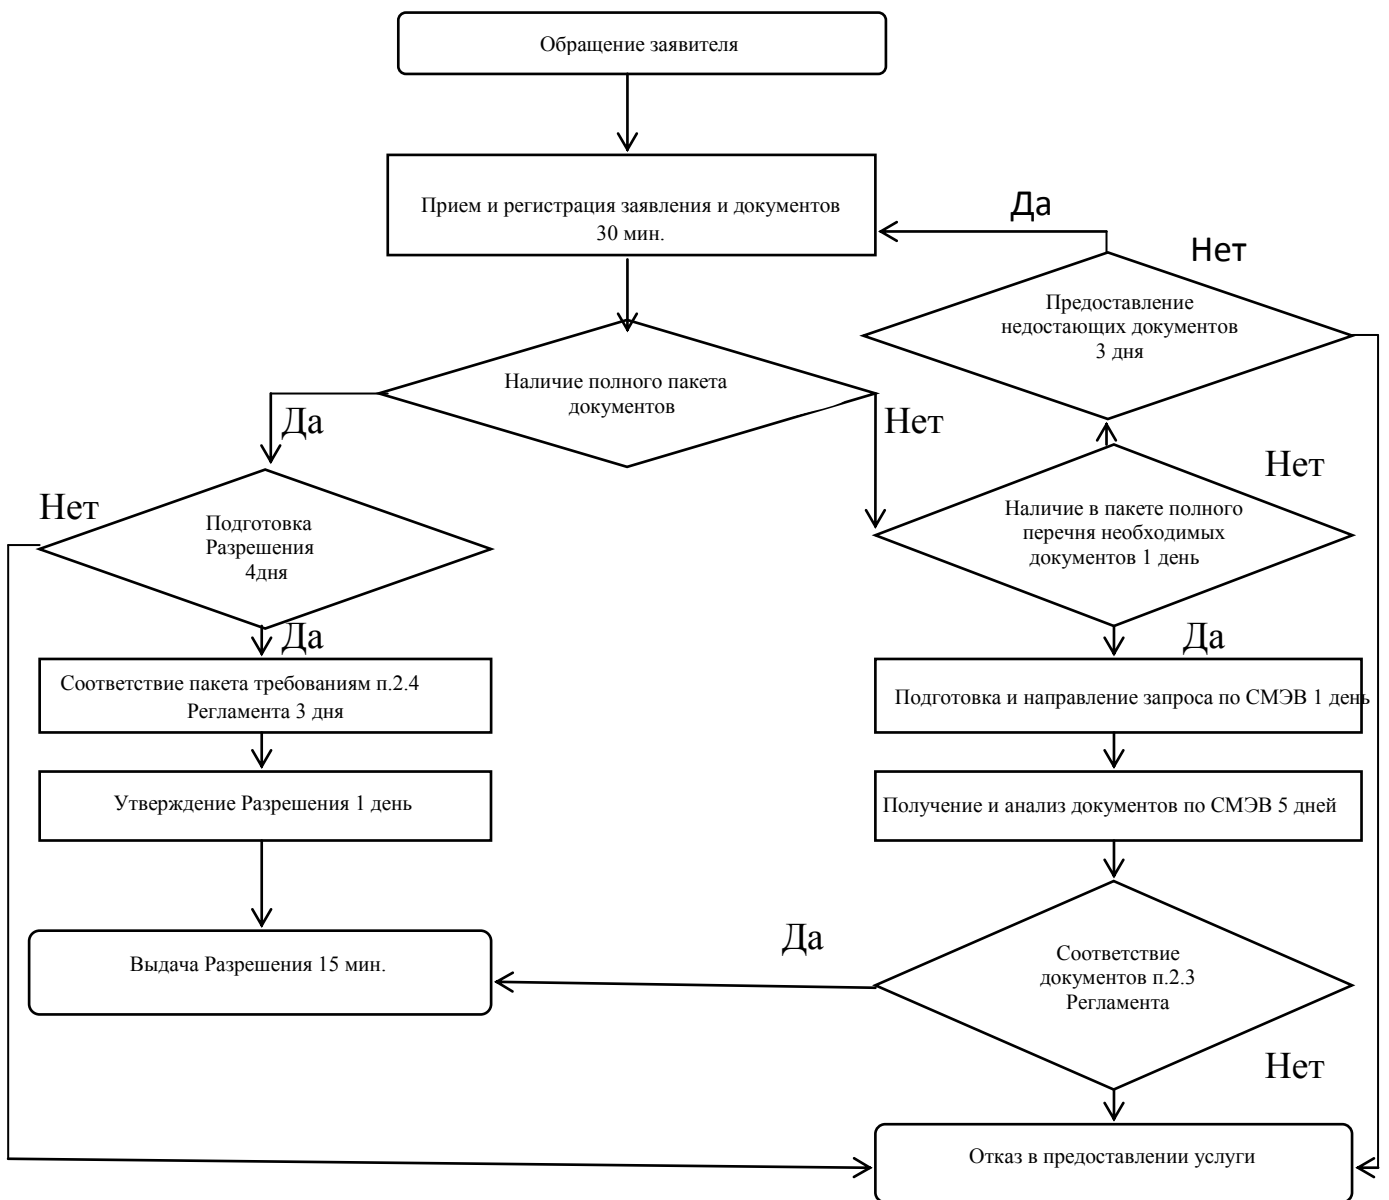 Обращение заявителя
Прием и регистрация заявления и документов
30 мин.
Да
Нет
Предоставление
недостающих документов
3 дня
Наличие полного пакета
документов
Да
Нет
Нет
Нет
Подготовка
Разрешения
4дня
Наличие в пакете полного
перечня необходимых
документов 1 день
Да
Да
Соответствие пакета требованиям п.2.4
Регламента 3 дня
Подготовка и направление запроса по СМЭВ 1 день
Утверждение Разрешения 1 день
Получение и анализ документов по СМЭВ 5 дней
Да
Выдача Разрешения 15 мин.
Соответствие
документов п.2.3
Регламента
Нет
Отказ в предоставлении услуги